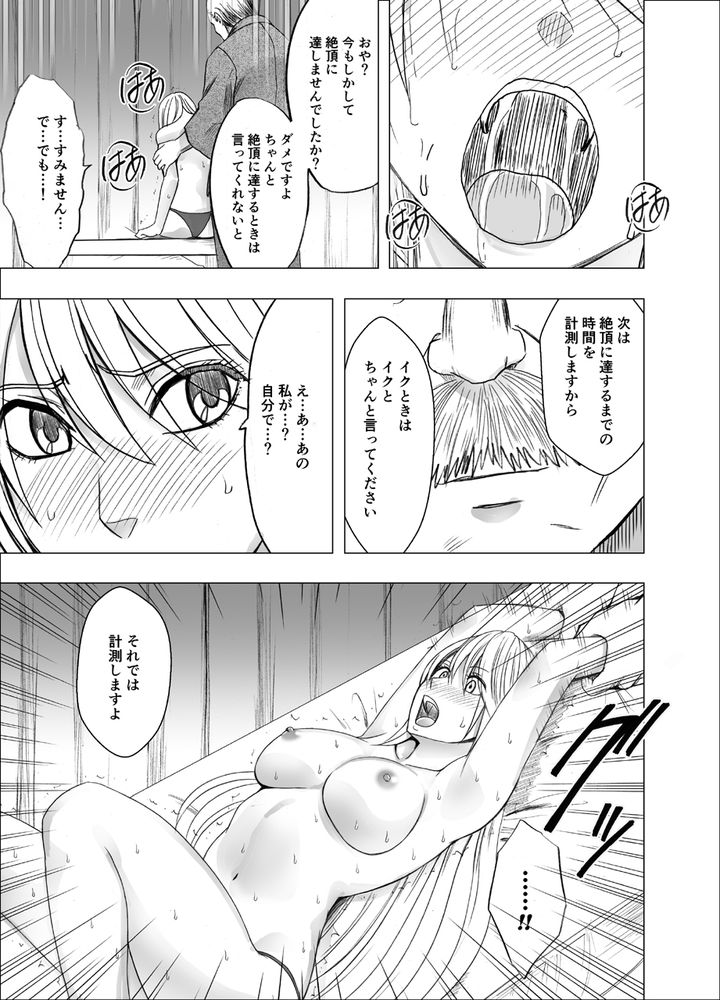 はあ
はあ
おや?
今もしかして
絶頂に
達しませんでしたか?
ダメですよ
ちゃんと
絶頂に達するときは
言ってくれないと
はあ
はあ
す…すみません…
で…でも…!
次は
絶頂に達するまでの
時間を
計測しますから
イクときは
イクと
ちゃんと言ってください
え…あ…あの
私が…?
自分で…?
それでは
計測しますよ
グ゛ッ
……!!